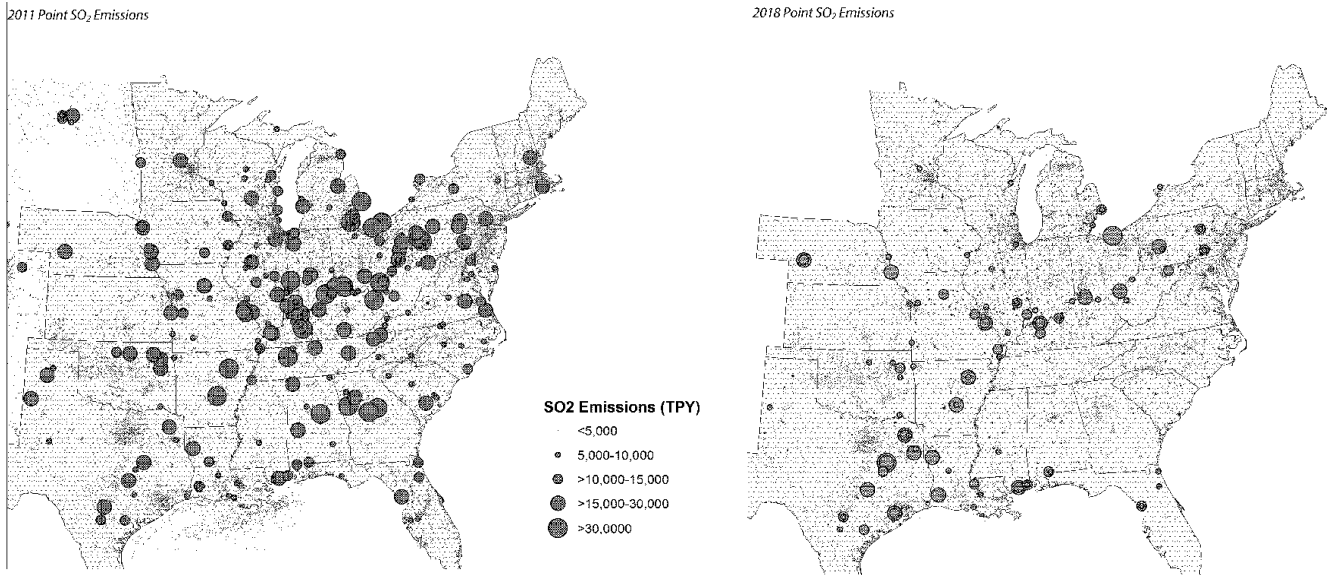 2011 Point SO₂ Emissions
2018 Point SO₂ Emissions
SO2 Emissions (TPY)
<5,000
5,000-10,000
>10,000-15,000
>15,000-30,000
>30,0000